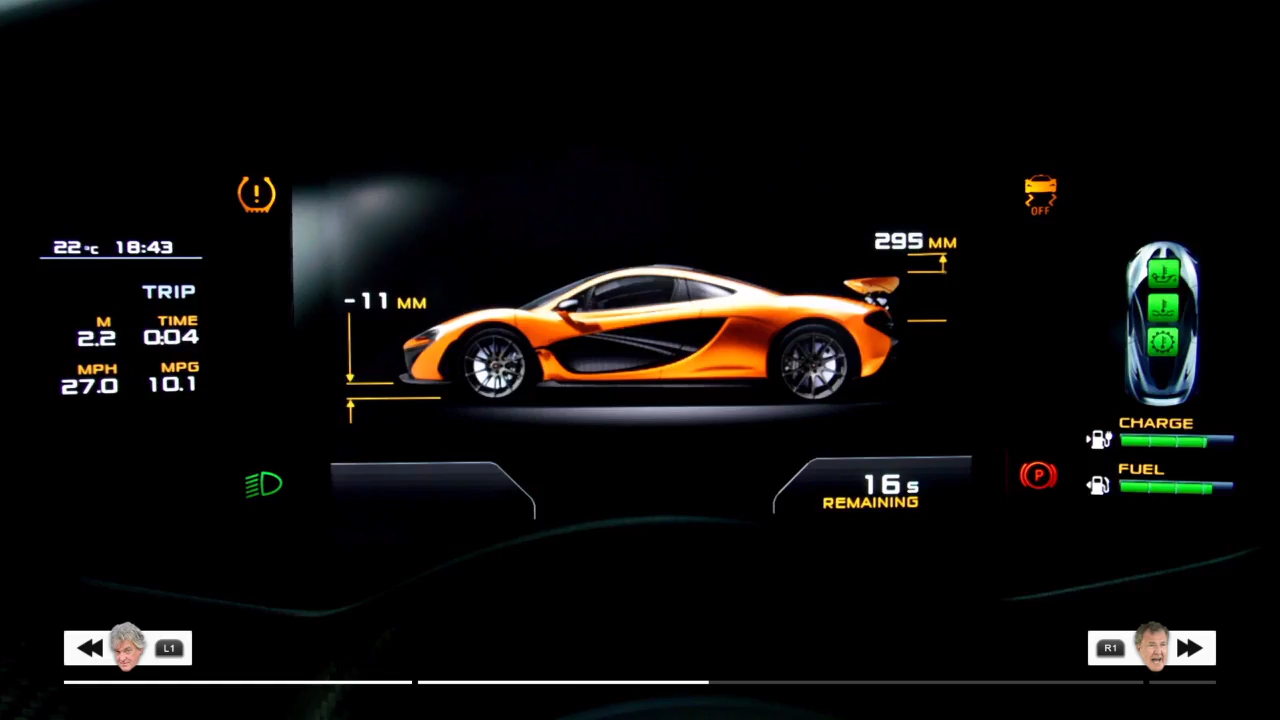 22°C 18:43
TRIP
M TIME
2.2 0:04
MPH MPG
27.0 10.1
-11 MM
295 MM
OFF
16 s
REMAINING
P
CHARGE
FUEL
L1
R1